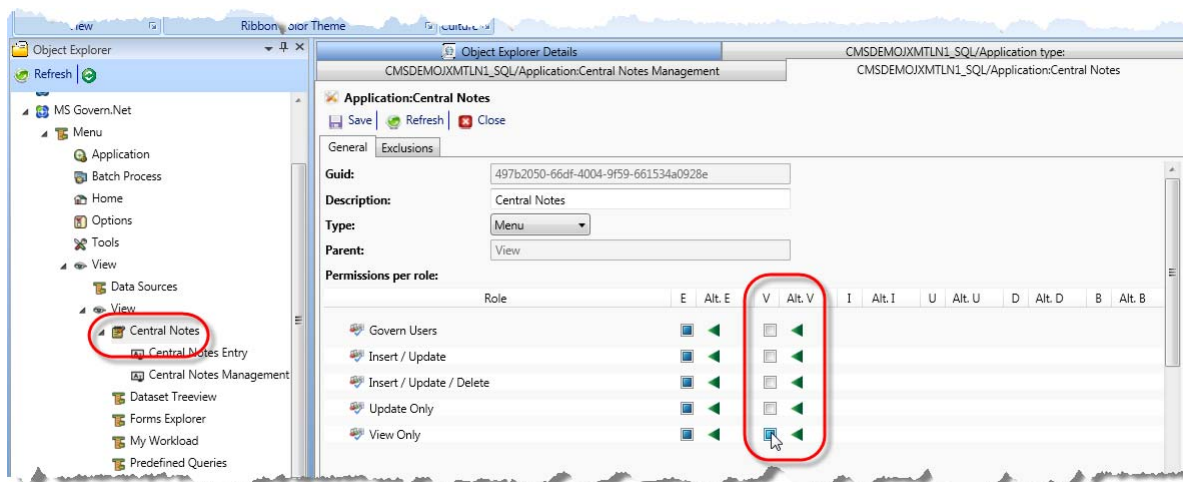 Ribbon Color Theme
Culture
Object Explorer
Object Explorer Details
CMSDEMOJXMTLN1_SQL/Application type:
Refresh
CMSDEMOJXMTLN1_SQL/Application:Central Notes Management
CMSDEMOJXMTLN1_SQL/Application:Central Notes
MS Govern.Net
Menu
Application
Batch Process
Home
Options
Tools
View
Data Sources
View
Central Notes
Central Notes Entry
Central Notes Management
Dataset Treeview
Forms Explorer
My Workload
Predefined Queries
Application:Central Notes
Save Refresh Close
General Exclusions
Guid: 497b2050-66df-4004-9f59-661534a0928e
Description: Central Notes
Type: Menu
Parent: View
Permissions per role:
Role E Alt. E V Alt. V I Alt. I U Alt. U D Alt. D B Alt. B
Govern Users
Insert / Update
Insert / Update / Delete
Update Only
View Only